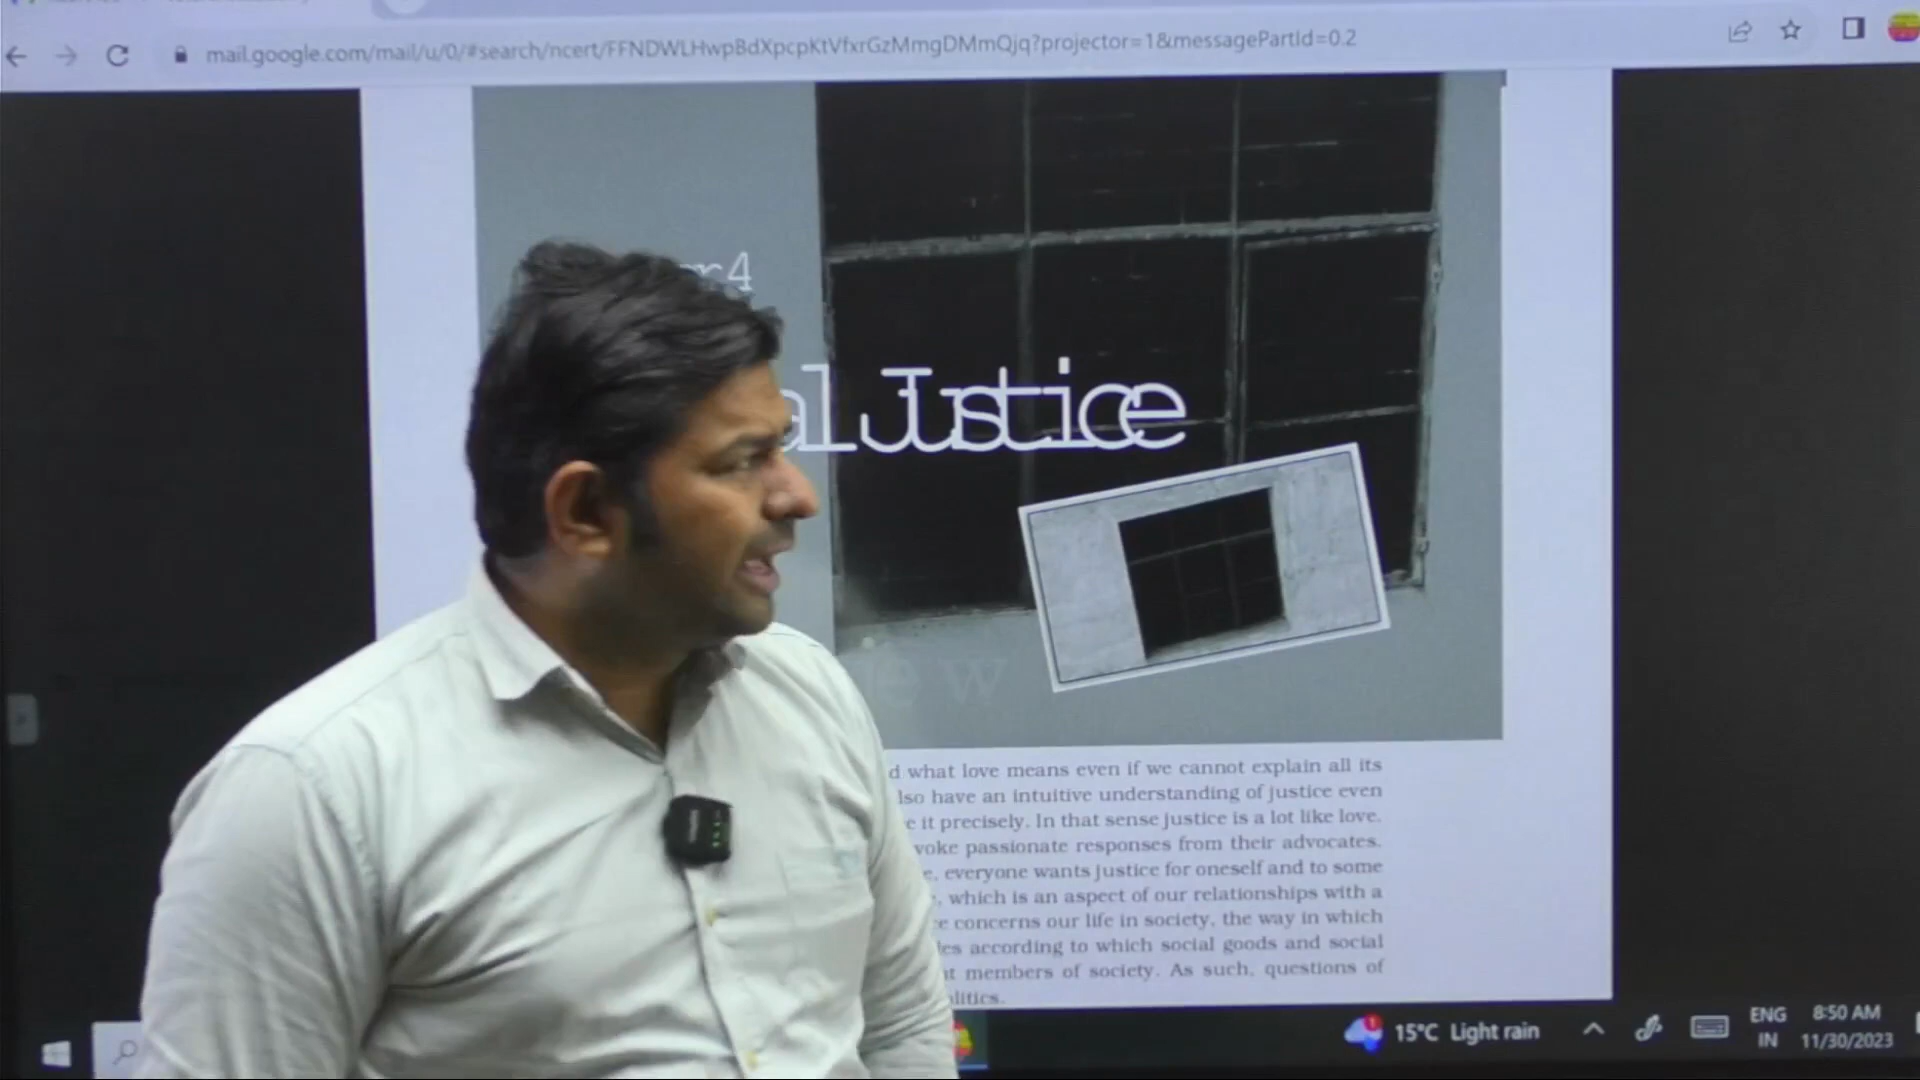 mail.google.com/mail/u/0/#search/ncert/FFNDWLHwpBdXpcpKtVfxrGzMmgDMmQjq?projector=1&messagePartId=0.2
r 4
al Justice
ew
d what love means even if we cannot explain all its
lso have an intuitive understanding of justice even
e it precisely. In that sense justice is a lot like love.
voke passionate responses from their advocates.
e, everyone wants justice for oneself and to some
, which is an aspect of our relationships with a
e concerns our life in society, the way in which
es according to which social goods and social
t members of society. As such, questions of
litics.
15°C Light rain
ENG
IN
8:50 AM
11/30/2023